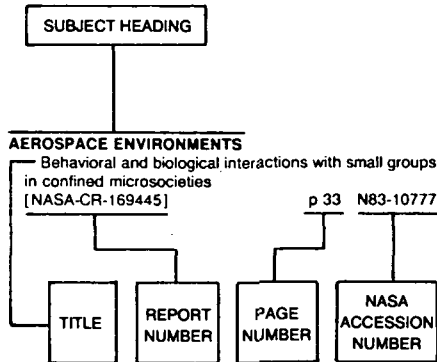 SUBJECT HEADING
AEROSPACE ENVIRONMENTS
Behavioral and biological interactions with small groups
in confined microsocieties
[NASA-CR-169445] p 33 N83-10777
TITLE
REPORT
NUMBER
PAGE
NUMBER
NASA
ACCESSION
NUMBER